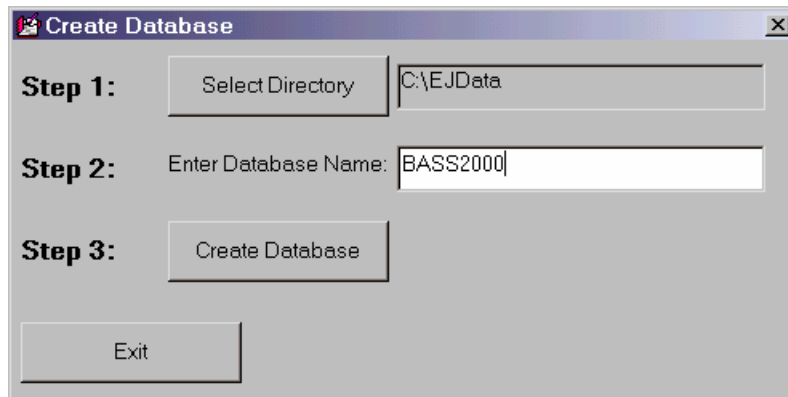 Create Database
Step 1: Select Directory C:\EJData
Step 2: Enter Database Name: BASS2000
Step 3: Create Database
Exit